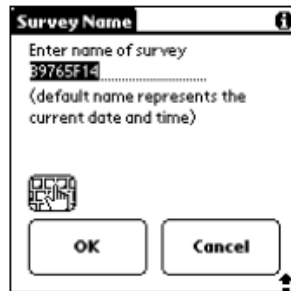 Survey Name
Enter name of survey
39765F14
(default name represents the
current date and time)
OK
Cancel